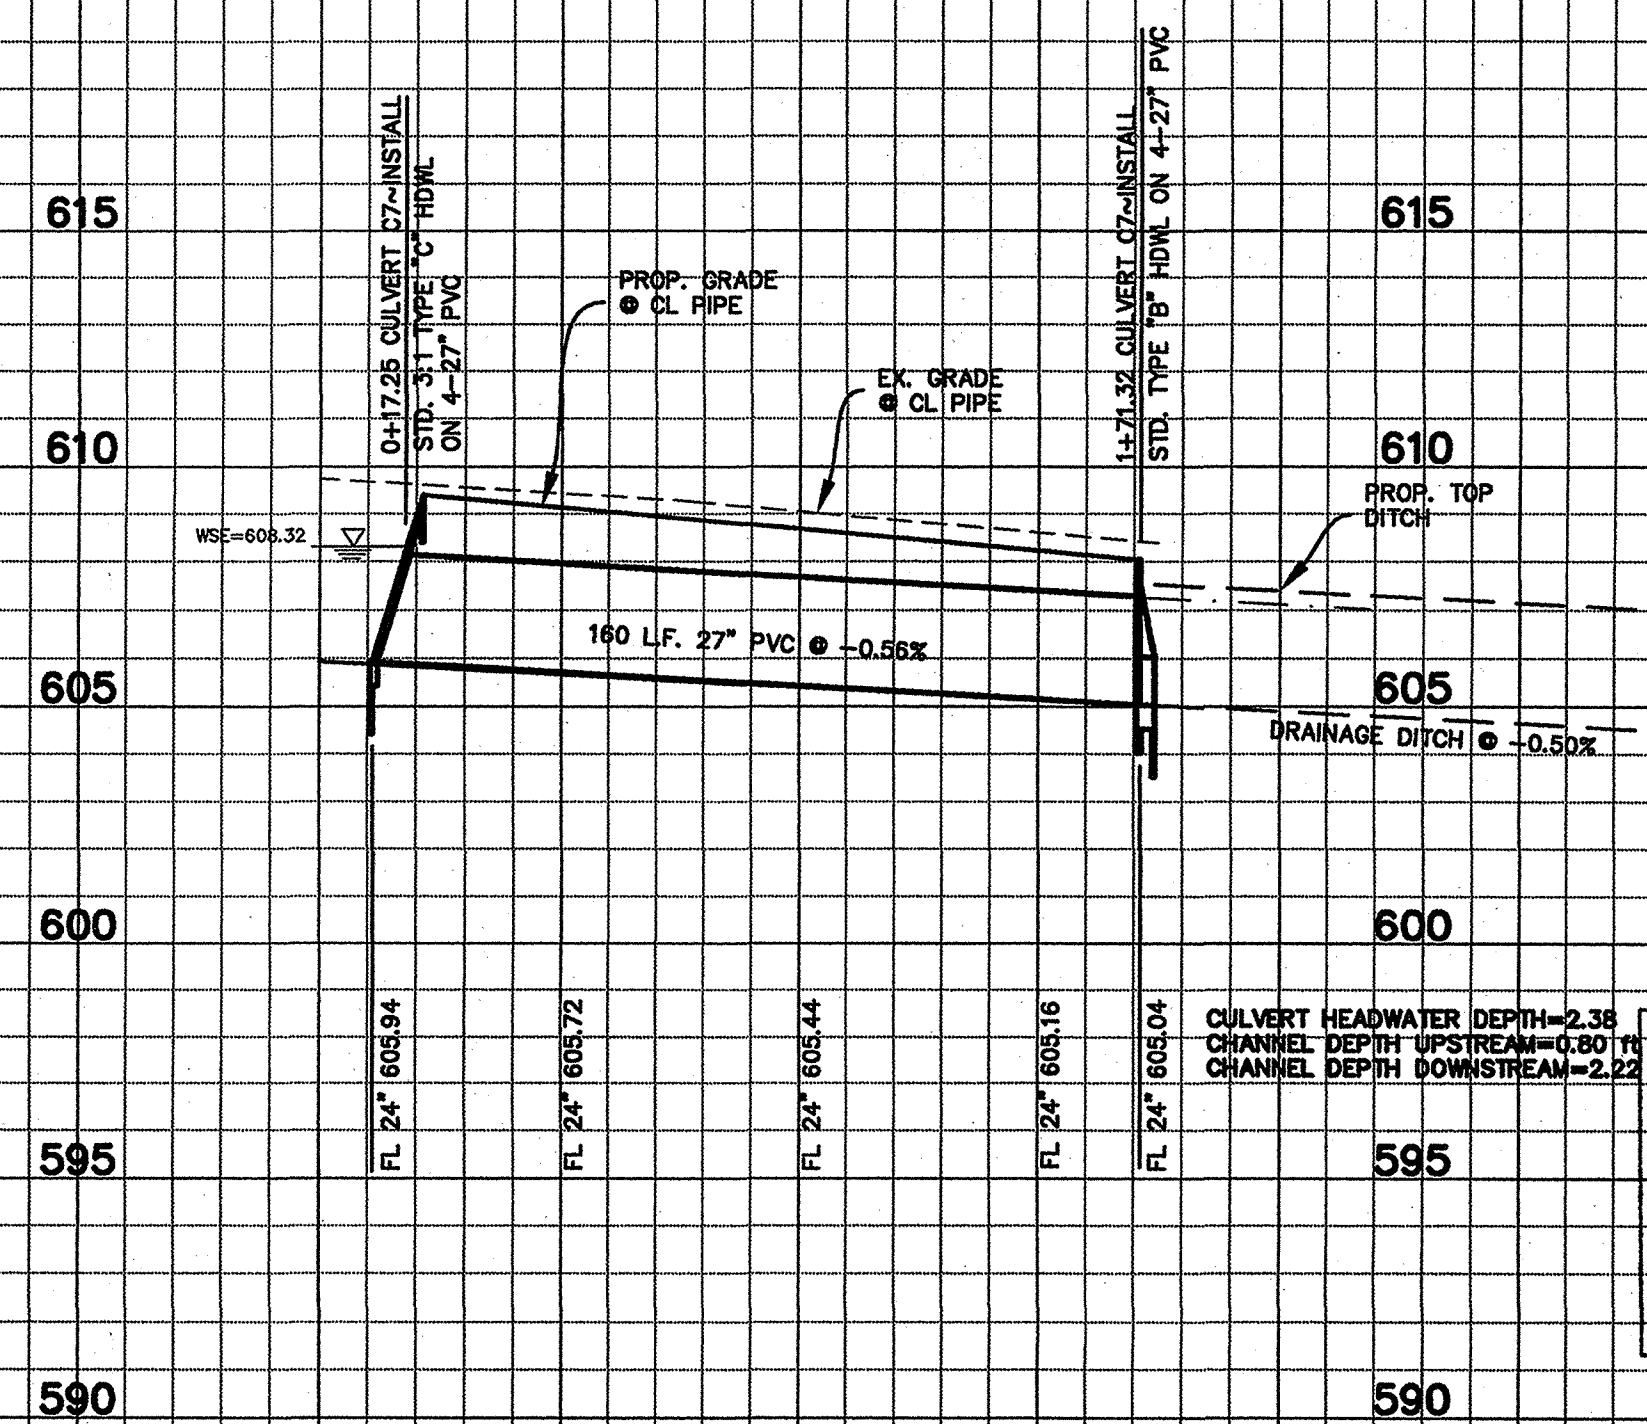 0+17.25 CULVERT C7~INSTALL
STD. 3:1 TYPE "C" HDWL
ON 4-27" PVC
1+71.32 CULVERT C7~INSTALL
STD. TYPE "B" HDWL ON 4-27" PVC
615
615
PROP. GRADE
@ CL PIPE
EX. GRADE
@ CL PIPE
610
610
PROP. TOP
DITCH
WSE=608.32
160 L.F. 27" PVC @ -0.56%
605
605
DRAINAGE DITCH @ -0.50%
600
600
FL 24" 605.94
FL 24" 605.72
FL 24" 605.44
FL 24" 605.16
FL 24" 605.04
CULVERT HEADWATER DEPTH=2.38
CHANNEL DEPTH UPSTREAM=0.80 ft
CHANNEL DEPTH DOWNSTREAM=2.22
595
595
590
590